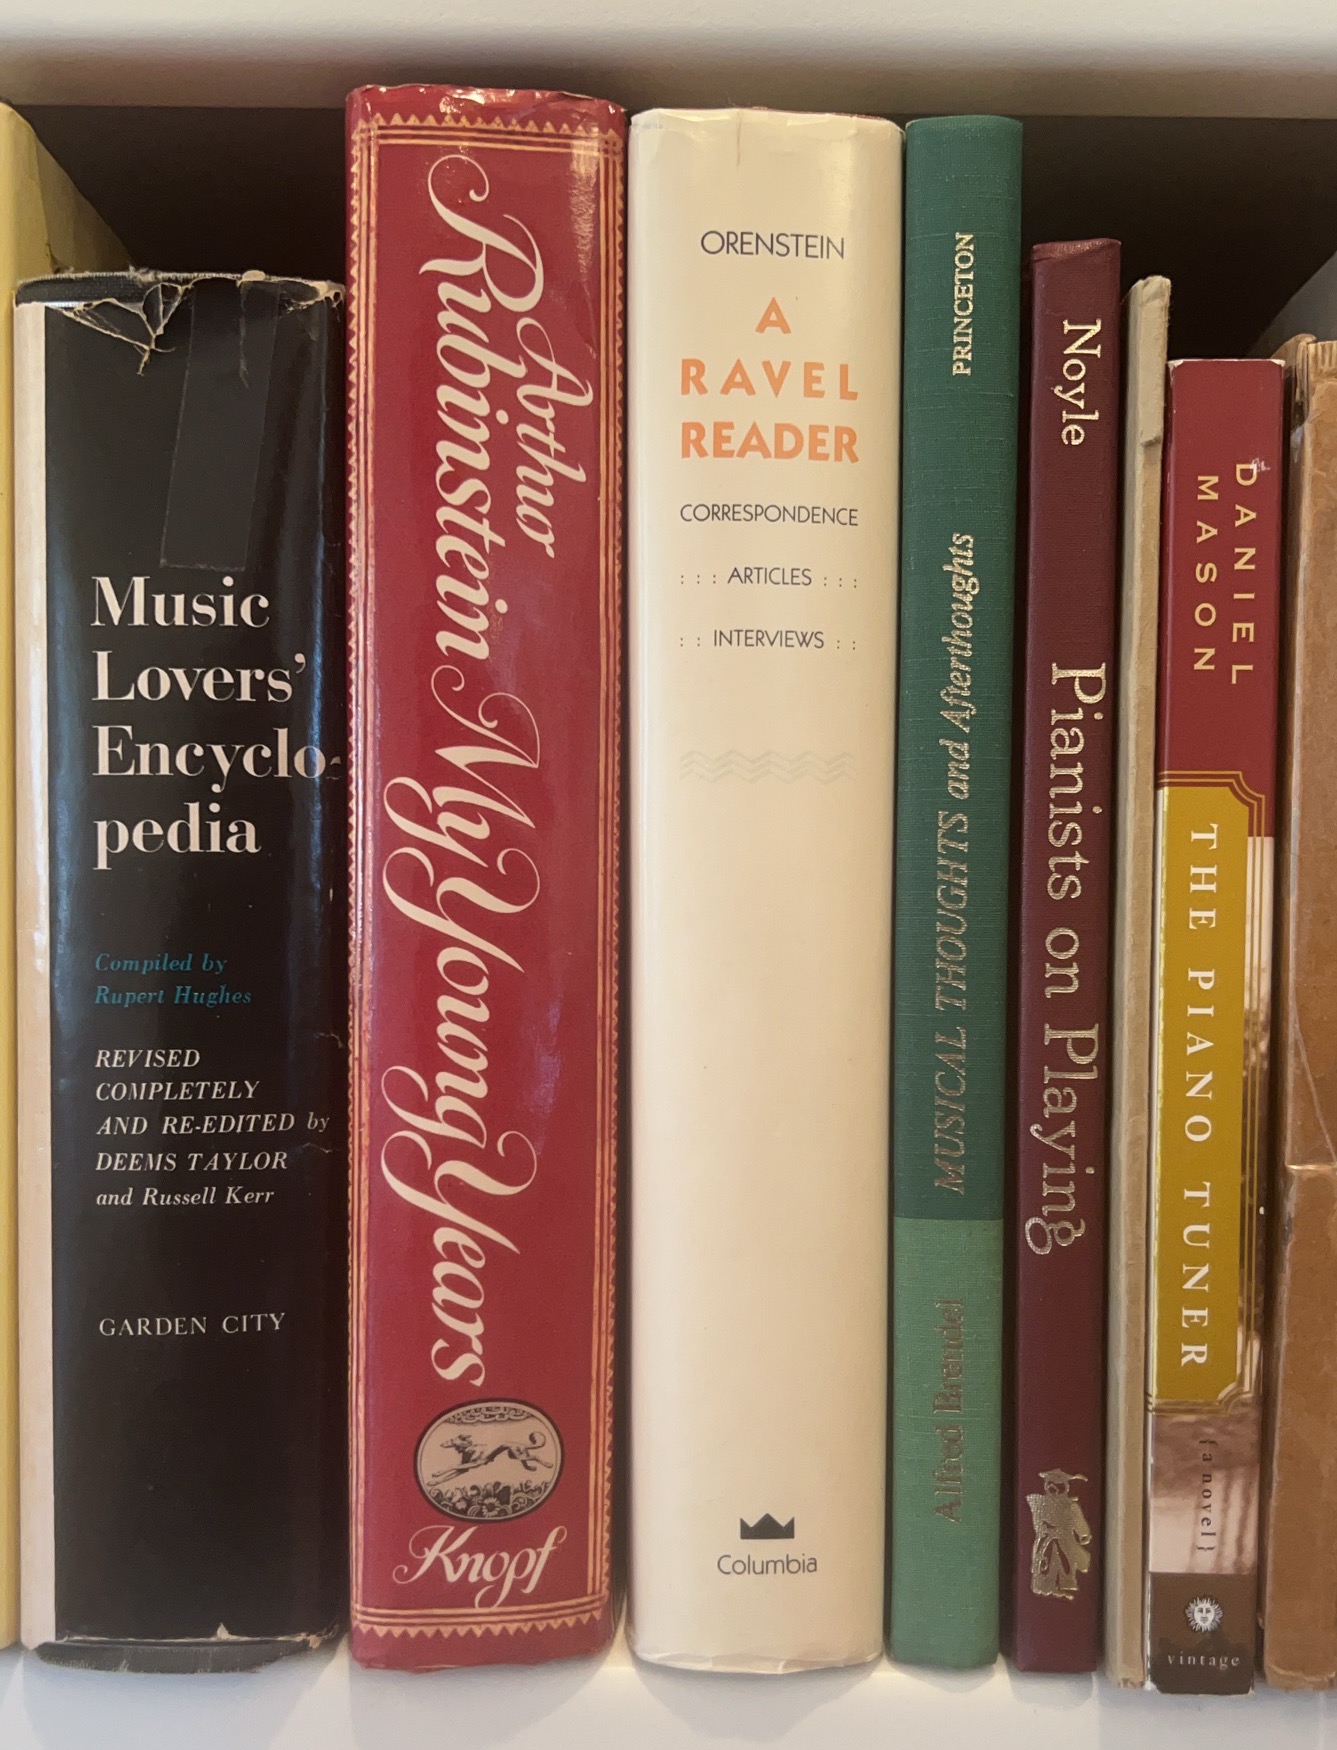 Music
Lovers’
Encyclo-
pedia
Compiled by
Rupert Hughes
REVISED
COMPLETELY
AND RE-EDITED by
DEEMS TAYLOR
and Russell Kerr
GARDEN CITY
Arthur
Rubinstein My Young Years
Knopf
ORENSTEIN
A
RAVEL
READER
CORRESPONDENCE
: : : ARTICLES : : :
: : INTERVIEWS : :
Columbia
PRINCETON
MUSICAL THOUGHTS and Afterthoughts
Alfred Brendel
Noyle
Pianists on Playing
DANIEL
MASON
THE PIANO TUNER
{a novel}
vintage